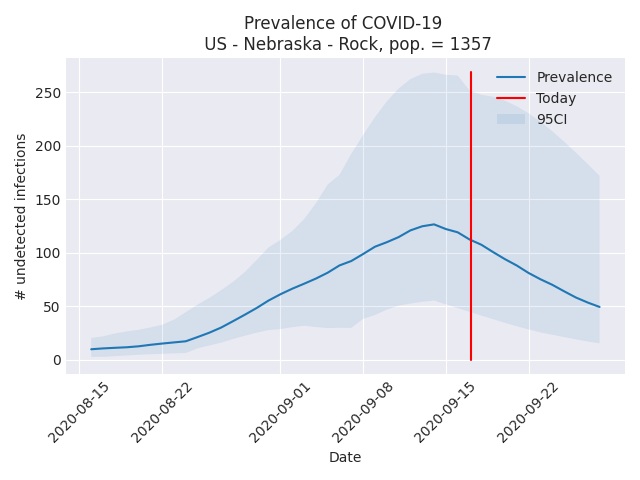 Prevalence of COVID-19
US - Nebraska - Rock, pop. = 1357
Prevalence
Today
95CI
# undetected infections
250
200
150
100
50
0
2020-08-15
2020-08-22
2020-09-01
2020-09-08
2020-09-15
2020-09-22
Date